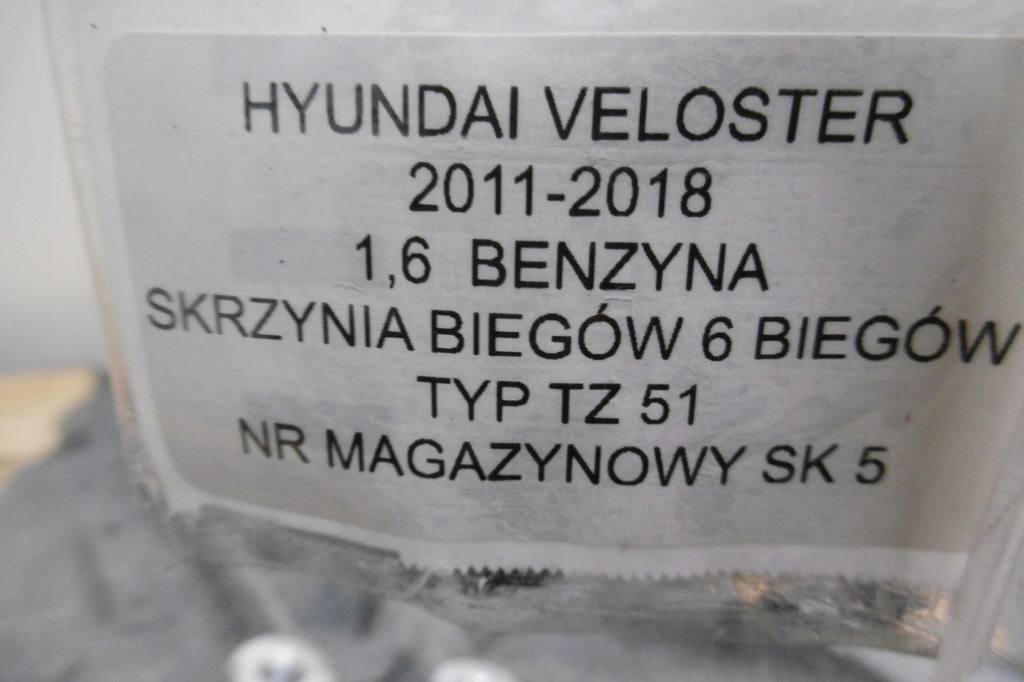 HYUNDAI VELOSTER
2011-2018
1,6 BENZYNA
SKRZYNIA BIEGÓW 6 BIEGÓW
TYP TZ 51
NR MAGAZYNOWY SK 5